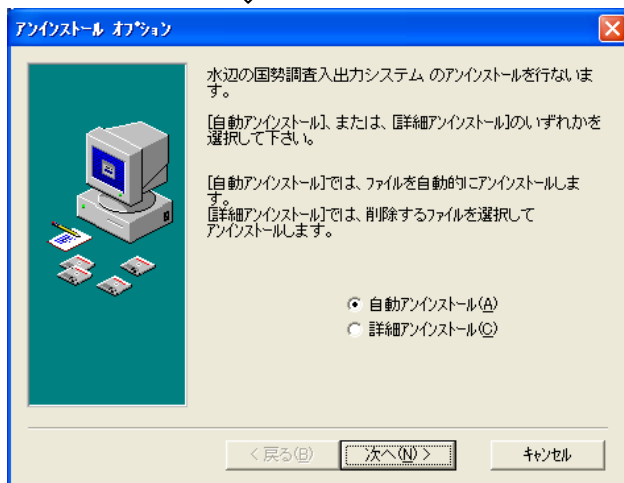 ｱﾝｲﾝｽﾄｰﾙ ｵﾌﾟｼｮﾝ
水辺の国勢調査入出力システム のｱﾝｲﾝｽﾄｰﾙを行ないま
す。
[自動ｱﾝｲﾝｽﾄｰﾙ]、または、[詳細ｱﾝｲﾝｽﾄｰﾙ]のいずれかを
選択して下さい。
[自動ｱﾝｲﾝｽﾄｰﾙ]では、ﾌｧｲﾙを自動的にｱﾝｲﾝｽﾄｰﾙしま
す。
[詳細ｱﾝｲﾝｽﾄｰﾙ]では、削除するﾌｧｲﾙを選択して
ｱﾝｲﾝｽﾄｰﾙします。
自動ｱﾝｲﾝｽﾄｰﾙ(A)
詳細ｱﾝｲﾝｽﾄｰﾙ(C)
< 戻る(B)
次へ(N) >
ｷｬﾝｾﾙ